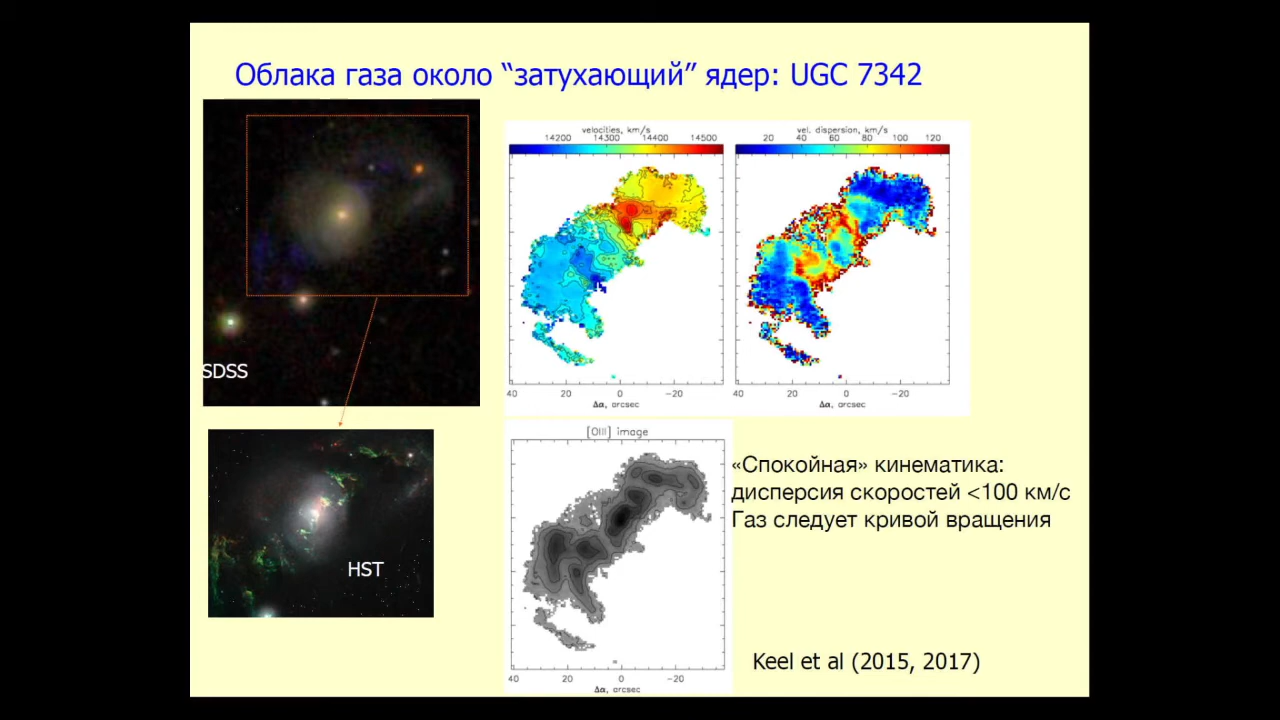 Облака газа около “затухающий” ядер: UGC 7342
SDSS
HST
velocities, km/s
14200 14300 14400 14500
vel. dispersion, km/s
20 40 60 80 100 120
40 20 0 -20
Δα, arcsec
40 20 0 -20
Δα, arcsec
[OIII] image
40 20 0 -20
Δα, arcsec
«Спокойная» кинематика:
дисперсия скоростей <100 км/с
Газ следует кривой вращения
Keel et al (2015, 2017)